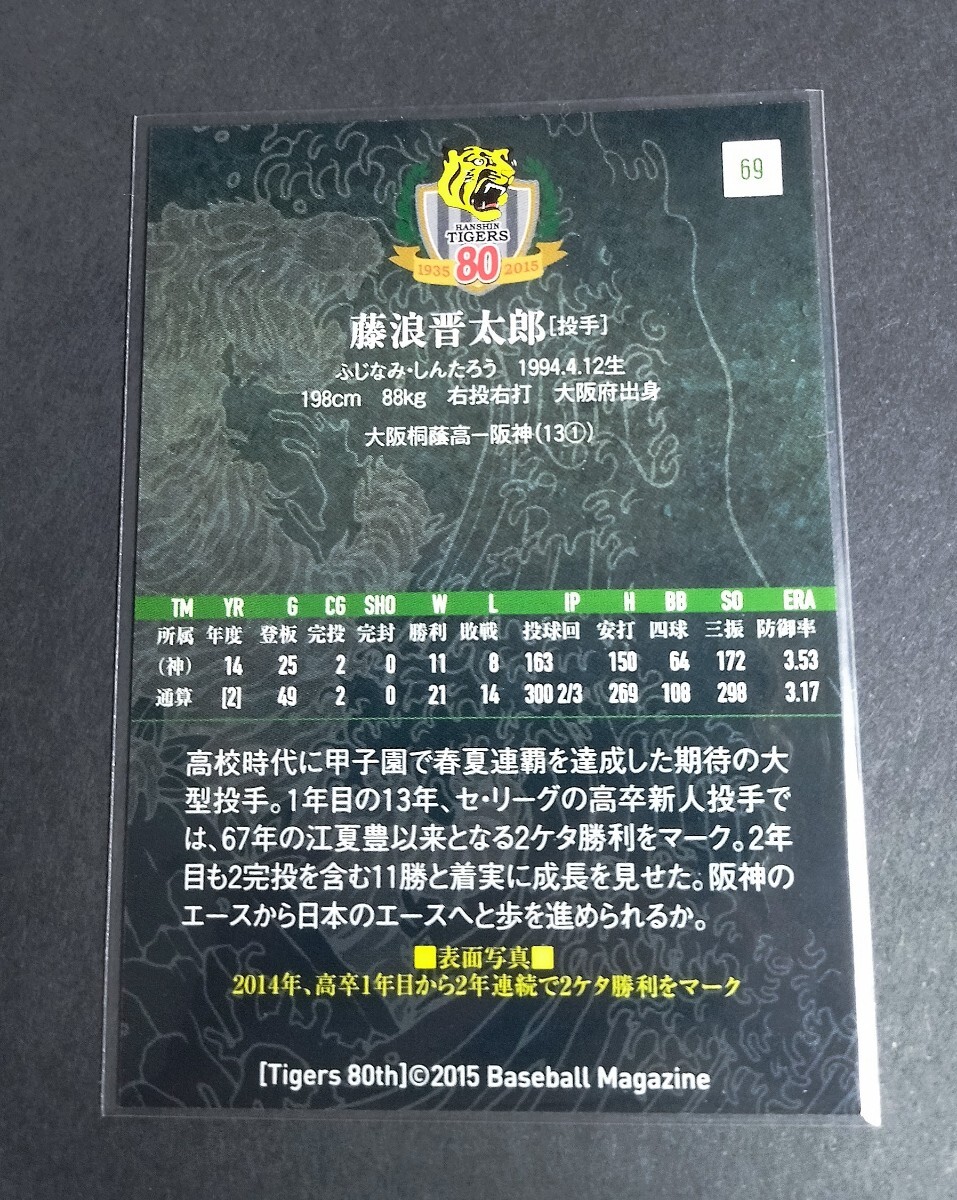 69
HANSHIN
TIGERS
1935 80 2015
藤浪晋太郎[投手]
ふじなみ・しんたろう 1994.4.12生
198cm 88kg 右投右打 大阪府出身
大阪桐蔭高ー阪神(13①)
TM YR G CG SHO W L IP H BB SO ERA
所属 年度 登板 完投 完封 勝利 敗戦 投球回 安打 四球 三振 防御率
(神) 14 25 2 0 11 8 163 150 64 172 3.53
通算 [2] 49 2 0 21 14 300 2/3 269 108 298 3.17
高校時代に甲子園で春夏連覇を達成した期待の大
型投手。1年目の13年、セ・リーグの高卒新人投手で
は、67年の江夏豊以来となる2ケタ勝利をマーク。2年
目も2完投を含む11勝と着実に成長を見せた。阪神の
エースから日本のエースへと歩を進められるか。
■表面写真■
2014年、高卒1年目から2年連続で2ケタ勝利をマーク
[Tigers 80th]©2015 Baseball Magazine